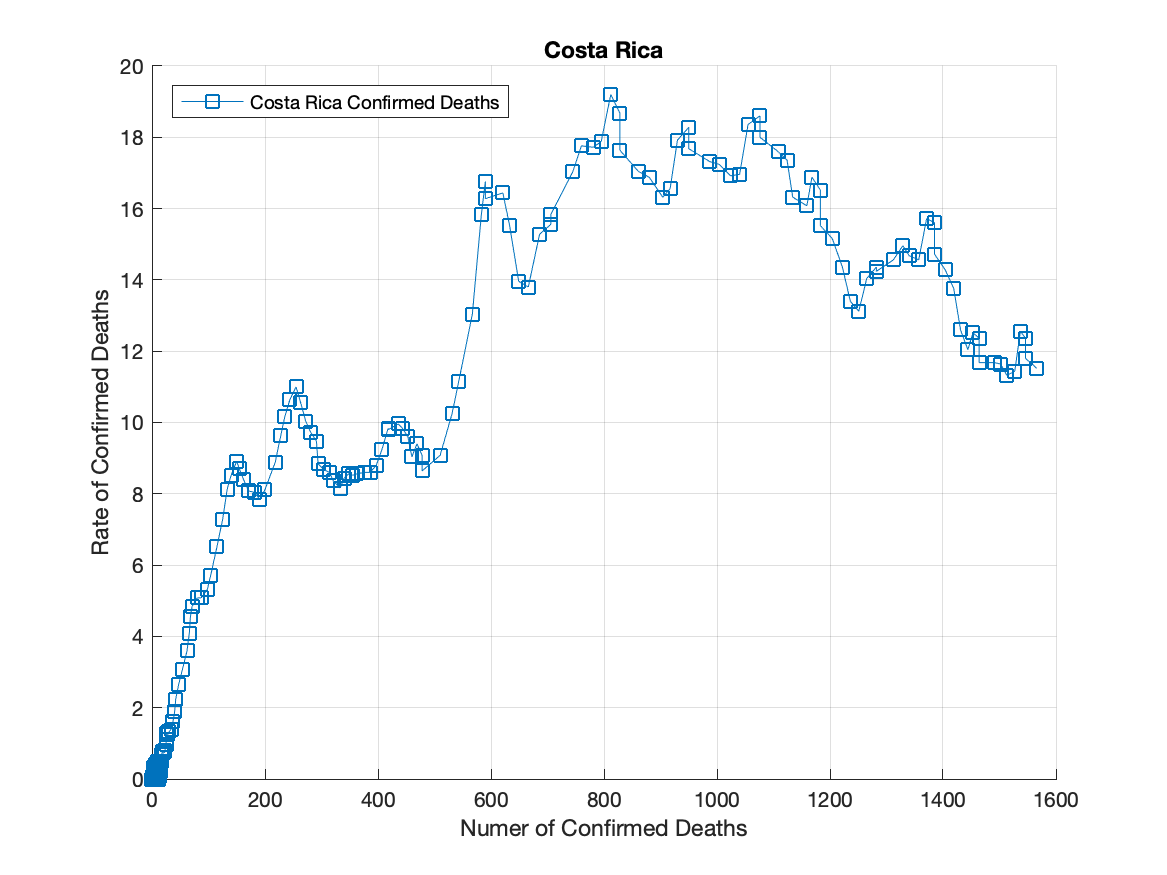 Costa Rica
Costa Rica Confirmed Deaths
20
18
16
14
12
10
8
6
4
2
0
Rate of Confirmed Deaths
0 200 400 600 800 1000 1200 1400 1600
Numer of Confirmed Deaths